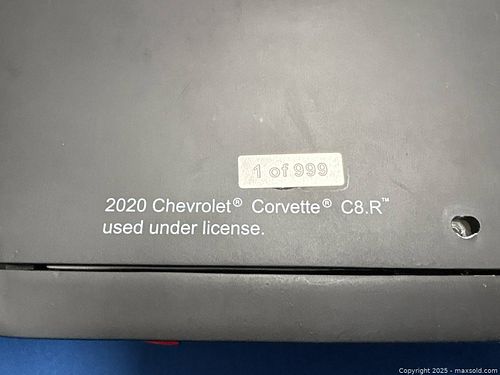 1 of 999
2020 Chevrolet® Corvette® C8.R™
used under license.
Copyright 2025 - maxsold.com